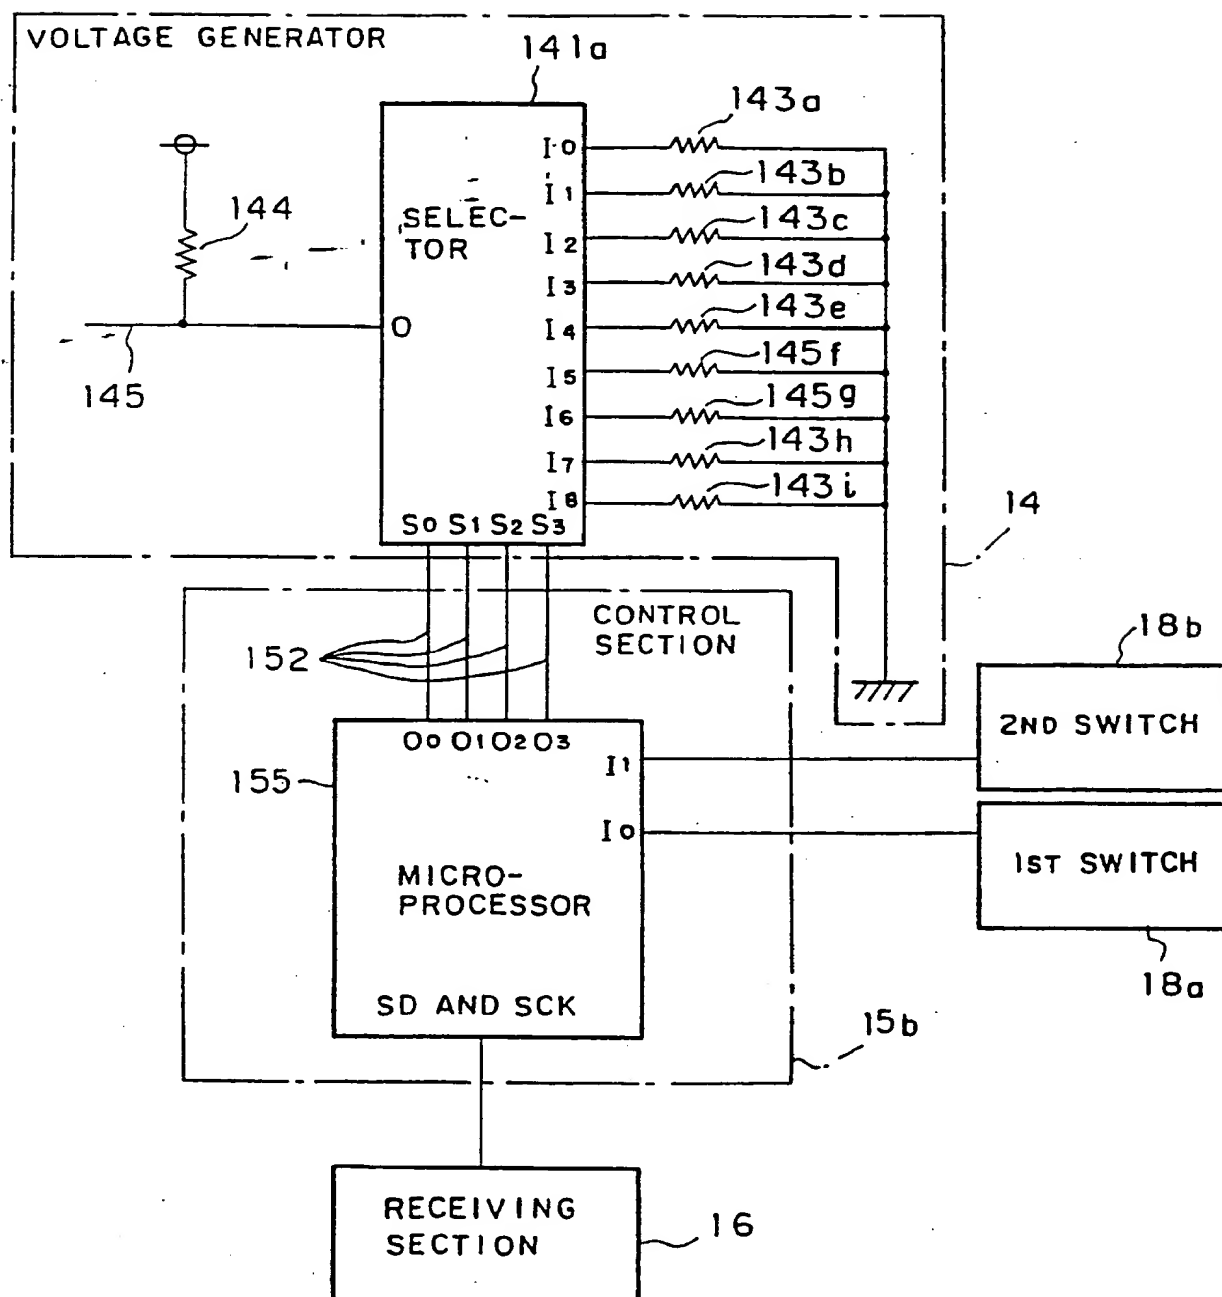 VOLTAGE GENERATOR
141a
143a
I0
143b
I1
144
SELEC-
TOR
143c
I2
143d
I3
143e
O
I4
145f
145
I5
145g
I6
143h
I7
143i
I8
S0 S1 S2 S3
14
CONTROL
SECTION
152
18b
2ND SWITCH
O0 O1 O2 O3
155
I1
I0
1ST SWITCH
MICRO-
PROCESSOR
18a
SD AND SCK
15b
RECEIVING
SECTION
16